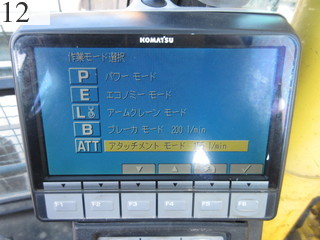 12
KOMATSU
作業モード選択
P パワー モード
E エコノミー モード
L アームクレーン モード
B ブレーカ モード 200 l/min
ATT アタッチメント モード l/min
F1 F2 F3 F4 F5 F6